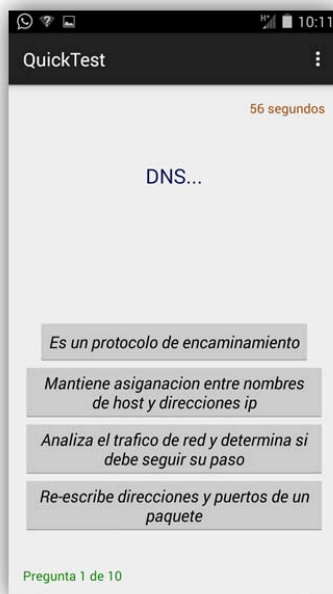 10:11
QuickTest
56 segundos
DNS...
Es un protocolo de encaminamiento
Mantiene asiganacion entre nombres
de host y direcciones ip
Analiza el trafico de red y determina si
debe seguir su paso
Re-escribe direcciones y puertos de un
paquete
Pregunta 1 de 10